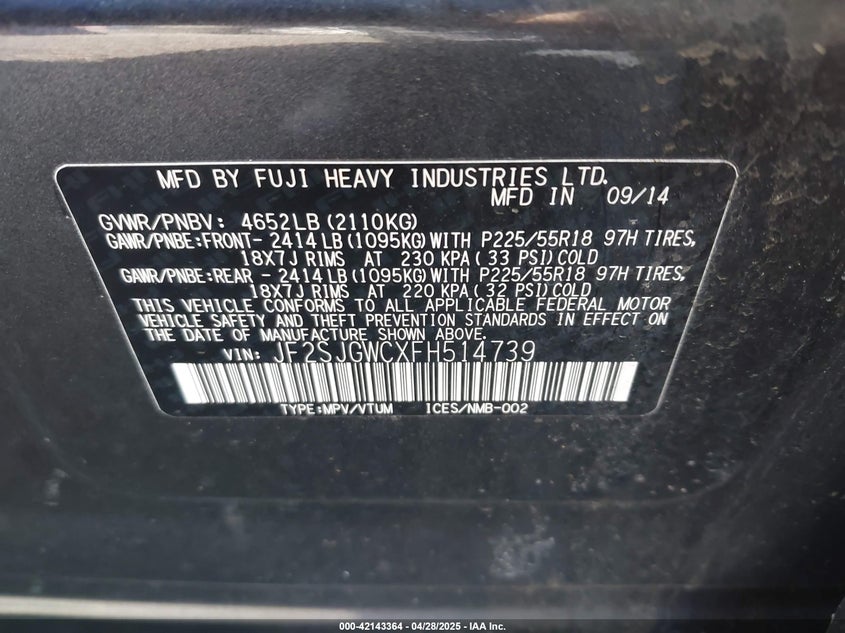 MFD BY FUJI HEAVY INDUSTRIES LTD.
MFD IN 09/14
GVWR/PNBV: 4652LB (2110KG)
GAWR/PNBE:FRONT- 2414LB (1095KG) WITH P225/55R18 97H TIRES,
18X7J RIMS AT 230 KPA ( 33 PSI) COLD
GAWR/PNBE:REAR - 2414LB (1095KG) WITH P225/55R18 97H TIRES,
18X7J RIMS AT 220 KPA ( 32 PSI) COLD
THIS VEHICLE CONFORMS TO ALL APPLICABLE FEDERAL MOTOR
VEHICLE SAFETY AND THEFT PREVENTION STANDARDS IN EFFECT ON
THE DATE OF MANUFACTURE SHOWN ABOVE.
VIN: JF2SJGWCXFH514739
TYPE:MPV/VTUM ICES/NMB-002
000-42143364 - 04/28/2025 - IAA Inc.